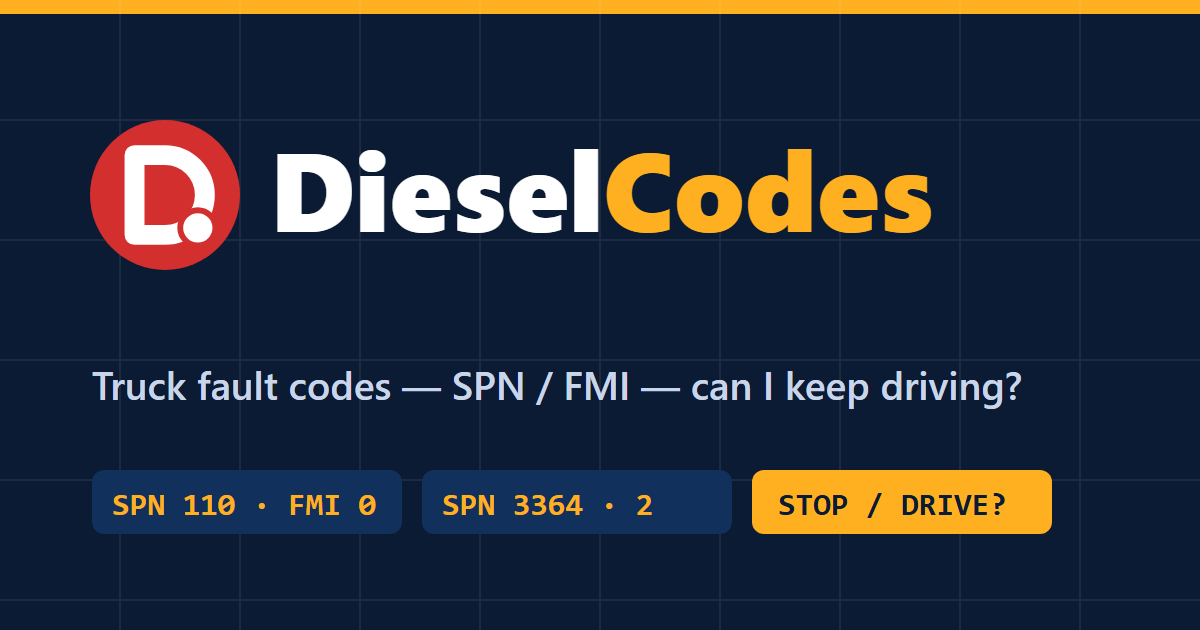 DieselCodes
Truck fault codes — SPN / FMI — can I keep driving?
SPN 110 · FMI 0
SPN 3364 · 2
STOP / DRIVE?